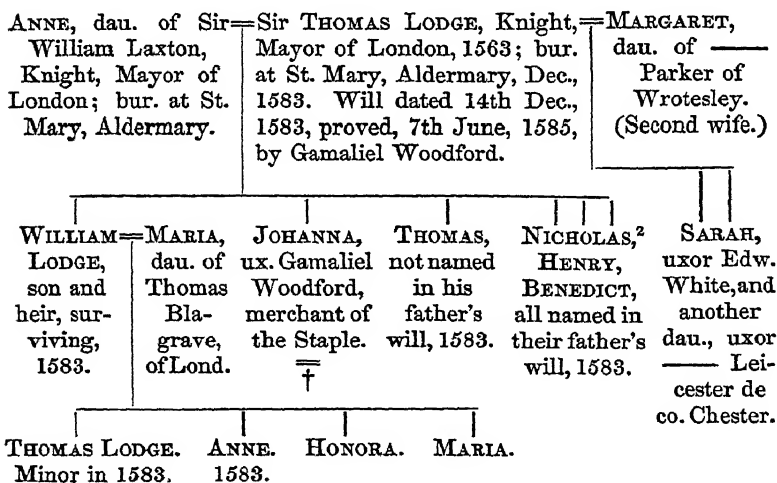 ANNE, dau. of Sir
William Laxton,
Knight, Mayor of
London; bur. at St.
Mary, Aldermary.
Sir THOMAS LODGE, Knight,
Mayor of London, 1563; bur.
at St. Mary, Aldermary, Dec.,
1583. Will dated 14th Dec.,
1583, proved, 7th June, 1585,
by Gamaliel Woodford.
MARGARET,
dau. of ——
Parker of
Wrotesley.
(Second wife.)
WILLIAM
LODGE,
son and
heir, sur-
viving,
1583.
MARIA,
dau. of
Thomas
Bla-
grave,
of Lond.
JOHANNA,
ux. Gamaliel
Woodford,
merchant of
the Staple.
†
THOMAS,
not named
in his
father's
will, 1583.
NICHOLAS,²
HENRY,
BENEDICT,
all named in
their father's
will, 1583.
SARAH,
uxor Edw.
White, and
another
dau., uxor
—— Lei-
cester de
co. Chester.
THOMAS LODGE.
Minor in 1583.
ANNE.
1583.
HONORA.
MARIA.